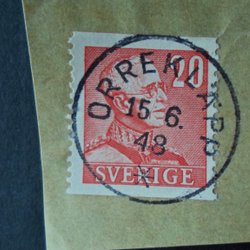 20
ORREKLAPP
15.6.
48
SVERIGE